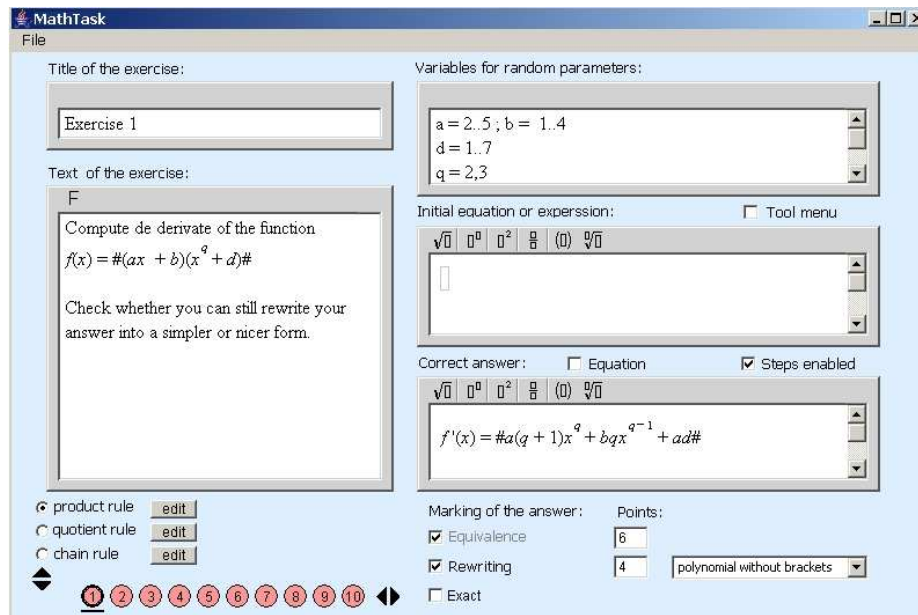 MathTask
File
Title of the exercise:
Exercise 1
Text of the exercise:
F
Compute de derivate of the function
f(x) = #(ax + b)(x^q + d)#
Check whether you can still rewrite your
answer into a simpler or nicer form.
product rule edit
quotient rule edit
chain rule edit
1 2 3 4 5 6 7 8 9 10
Variables for random parameters:
a = 2..5 ; b = 1..4
d = 1..7
q = 2,3
Initial equation or experssion: Tool menu
Correct answer: Equation Steps enabled
f'(x) = #a(q + 1)x^q + bqx^(q−1) + ad#
Marking of the answer: Points:
Equivalence 6
Rewriting 4 polynomial without brackets
Exact